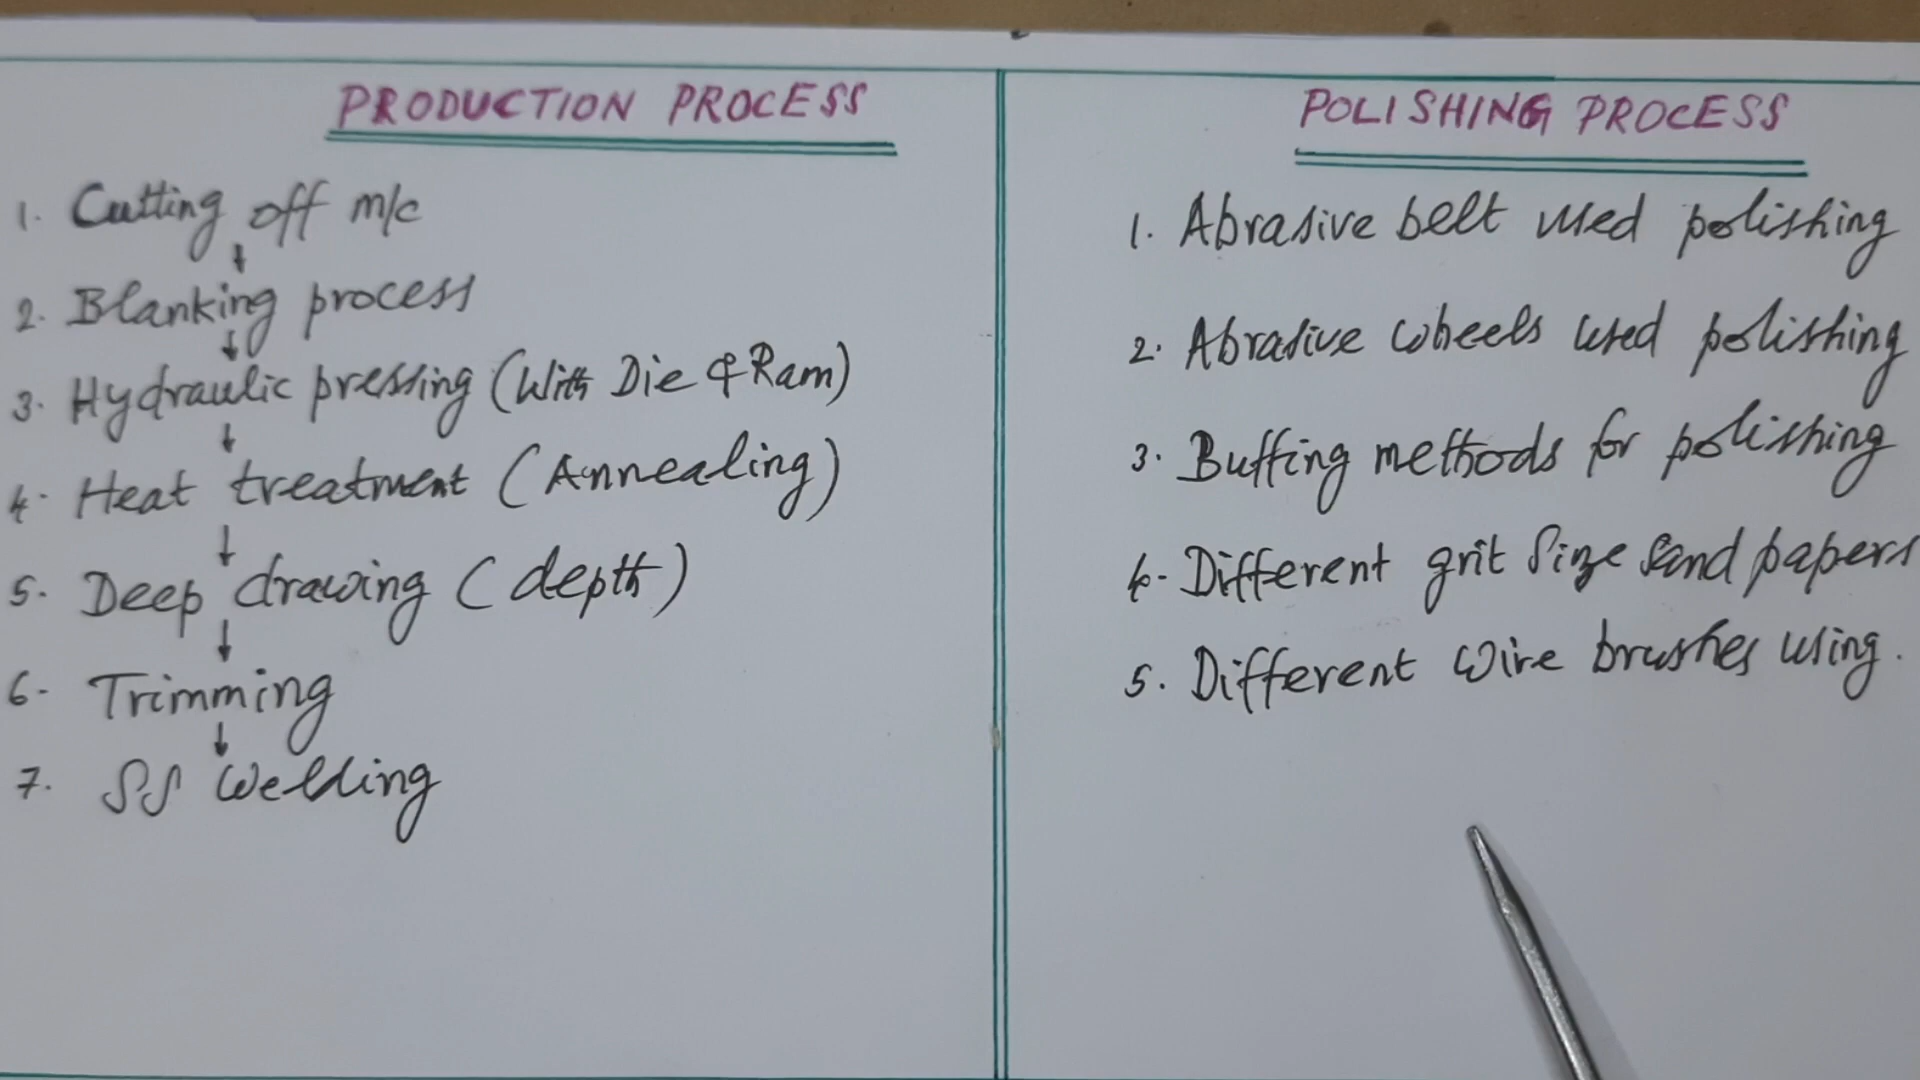 PRODUCTION PROCESS
1. Cutting off m/c
↓
2. Blanking process
↓
3. Hydraulic pressing (With Die & Ram)
↓
4. Heat treatment (Annealing)
↓
5. Deep drawing (depth)
↓
6- Trimming
↓
7. SS Welding
POLISHING PROCESS
1. Abrasive belt used polishing
2. Abrasive wheels used polishing
3. Buffing methods for polishing
4- Different grit Size Sand papers
5. Different wire brushes using.